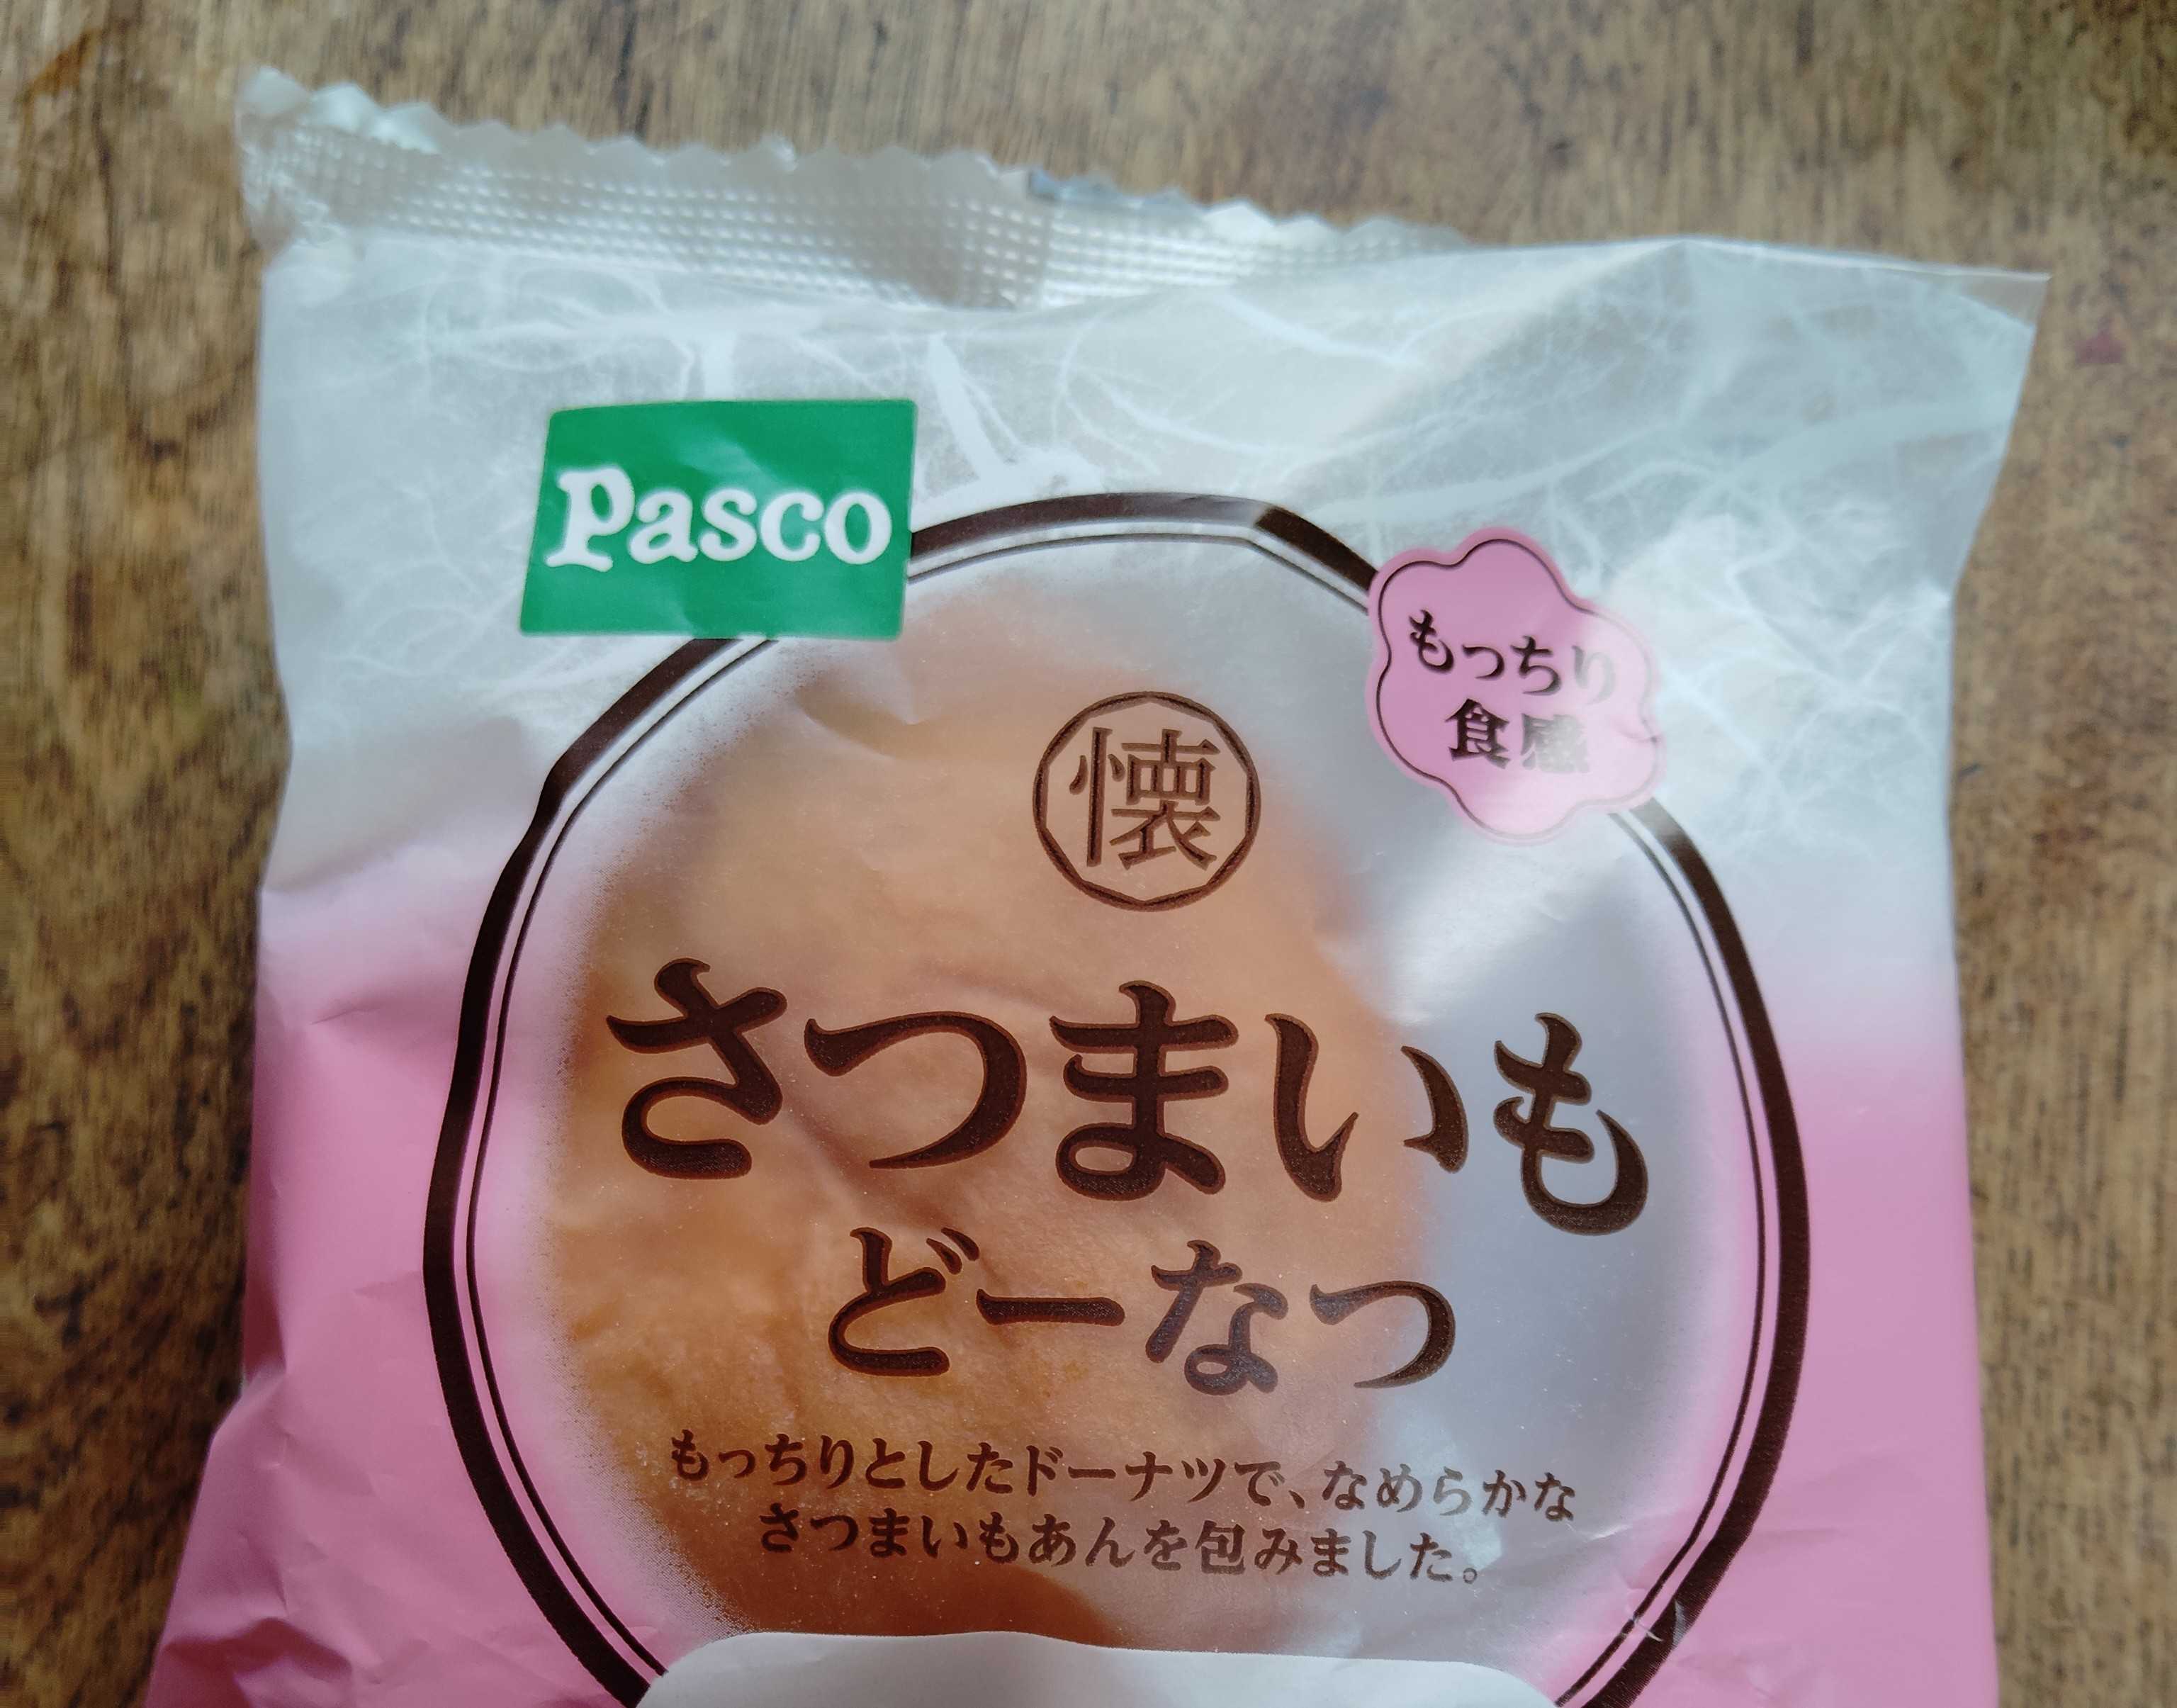 Pasco
もっちり
食感
懐
さつまいも
どーなつ
もっちりとしたドーナツで、なめらかな
さつまいもあんを包みました。